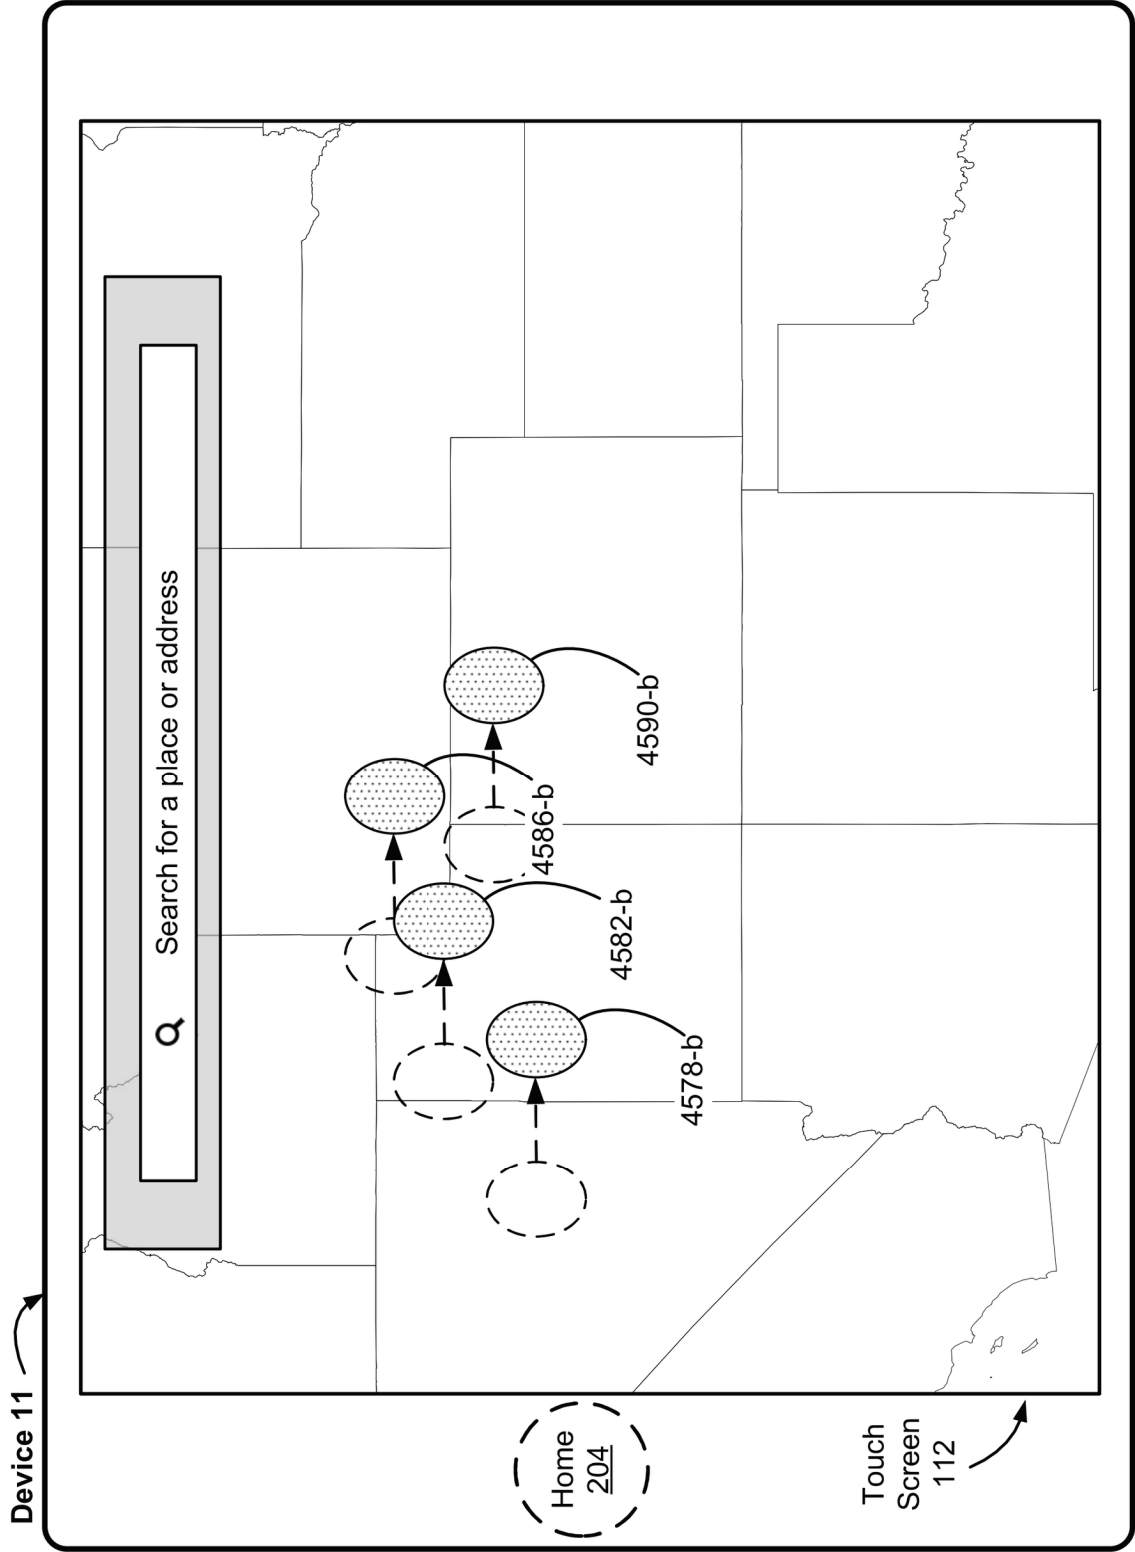 Device 11
Search for a place or address
4586-b
4590-b
4582-b
4578-b
Home
204
Touch
Screen
112